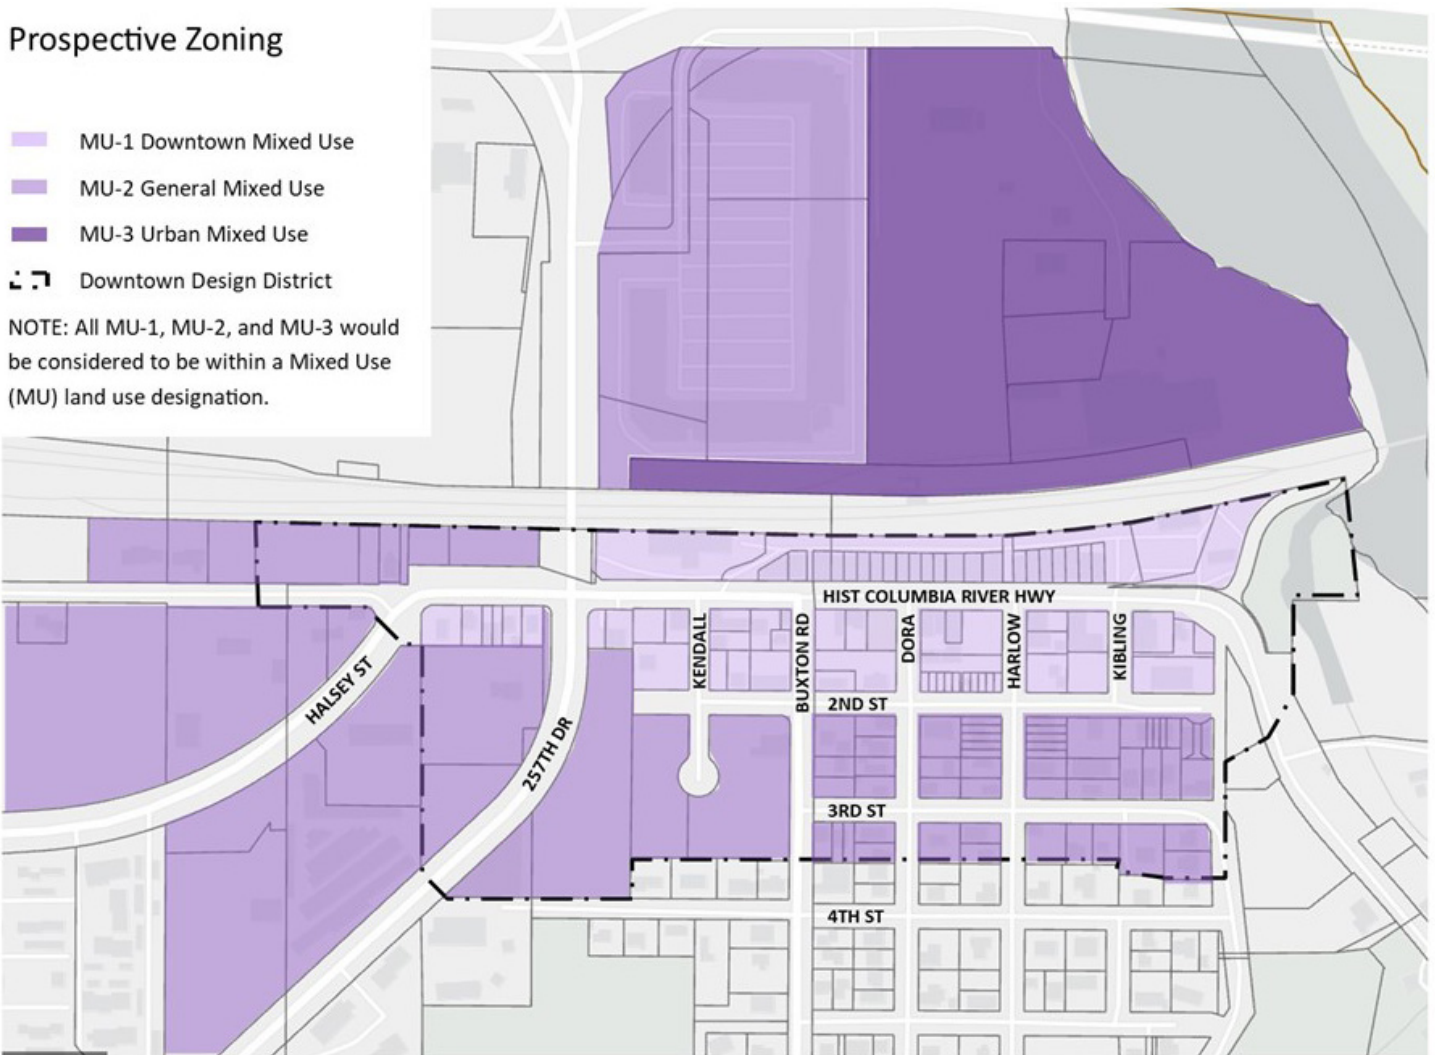 Prospective Zoning
MU-1 Downtown Mixed Use
MU-2 General Mixed Use
MU-3 Urban Mixed Use
Downtown Design District
NOTE: All MU-1, MU-2, and MU-3 would
be considered to be within a Mixed Use
(MU) land use designation.
HIST COLUMBIA RIVER HWY
KENDALL
BUXTON RD
DORA
HARLOW
KIBLING
HALSEY ST
257TH DR
2ND ST
3RD ST
4TH ST